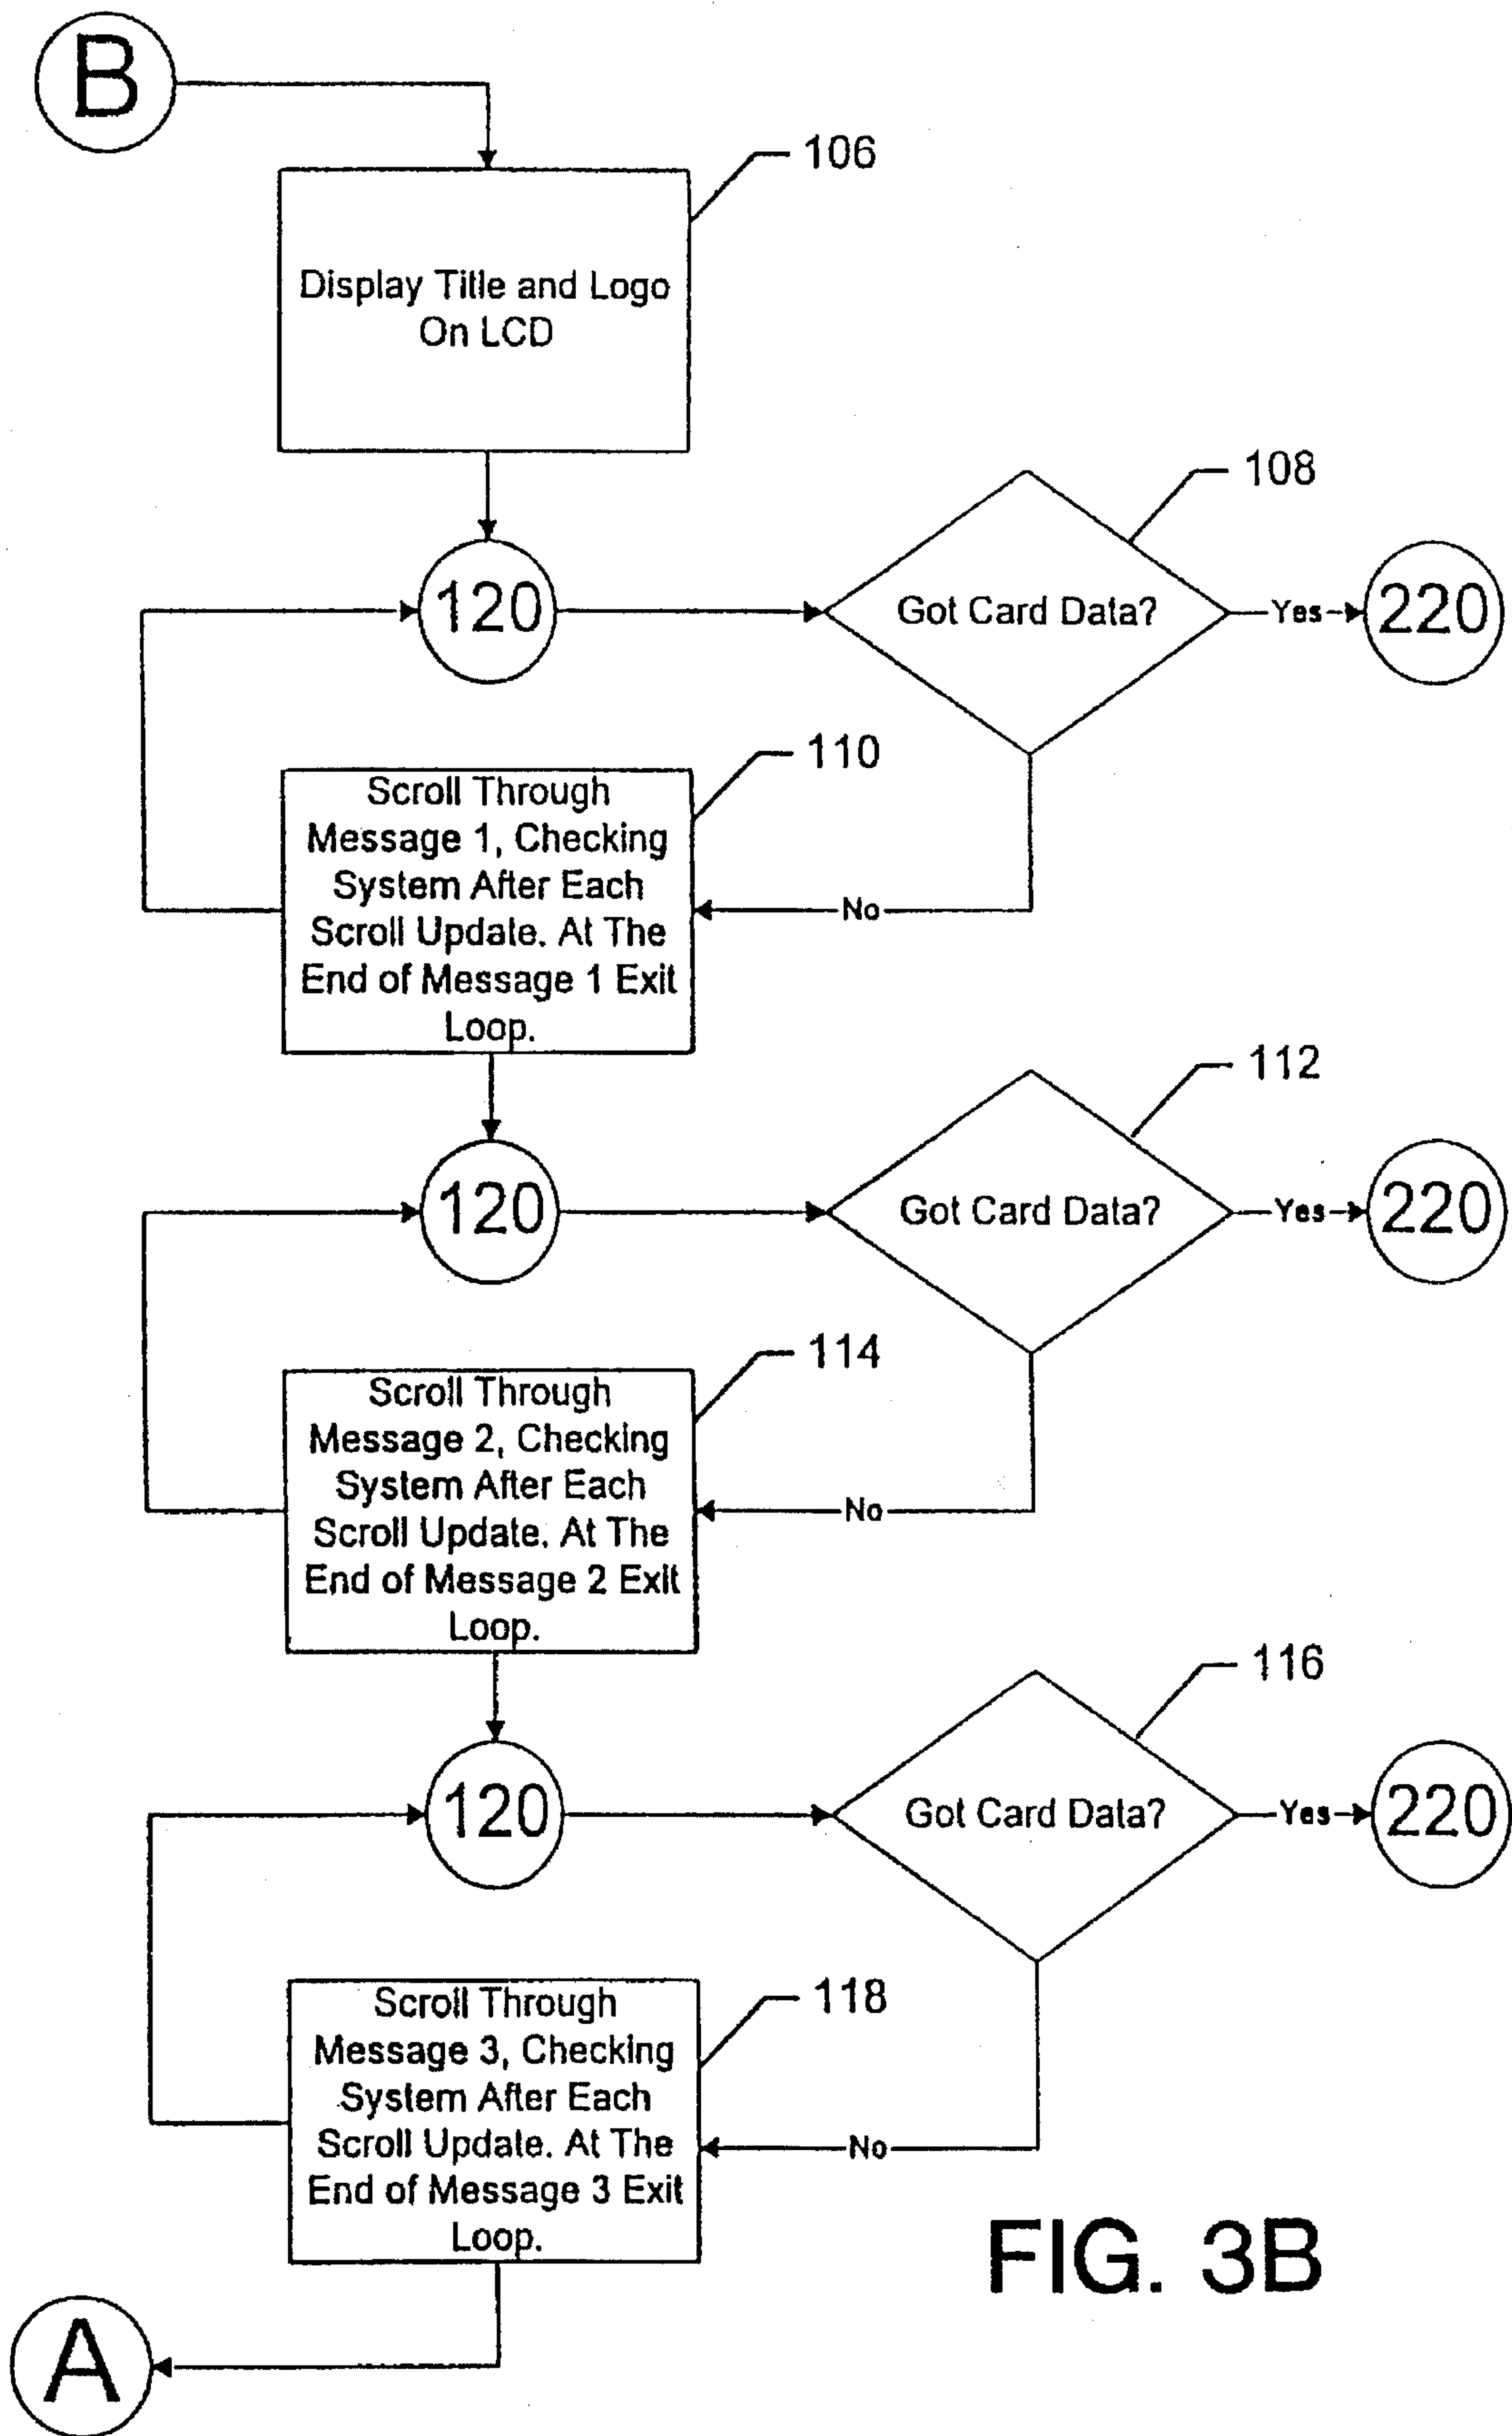 B
106
Display Title and Logo
On LCD
108
120
Got Card Data?
Yes
220
110
Scroll Through
Message 1, Checking
System After Each
Scroll Update. At The
End of Message 1 Exit
Loop.
No
112
120
Got Card Data?
Yes
220
114
Scroll Through
Message 2, Checking
System After Each
Scroll Update. At The
End of Message 2 Exit
Loop.
No
116
120
Got Card Data?
Yes
220
118
Scroll Through
Message 3, Checking
System After Each
Scroll Update. At The
End of Message 3 Exit
Loop.
No
FIG. 3B
A